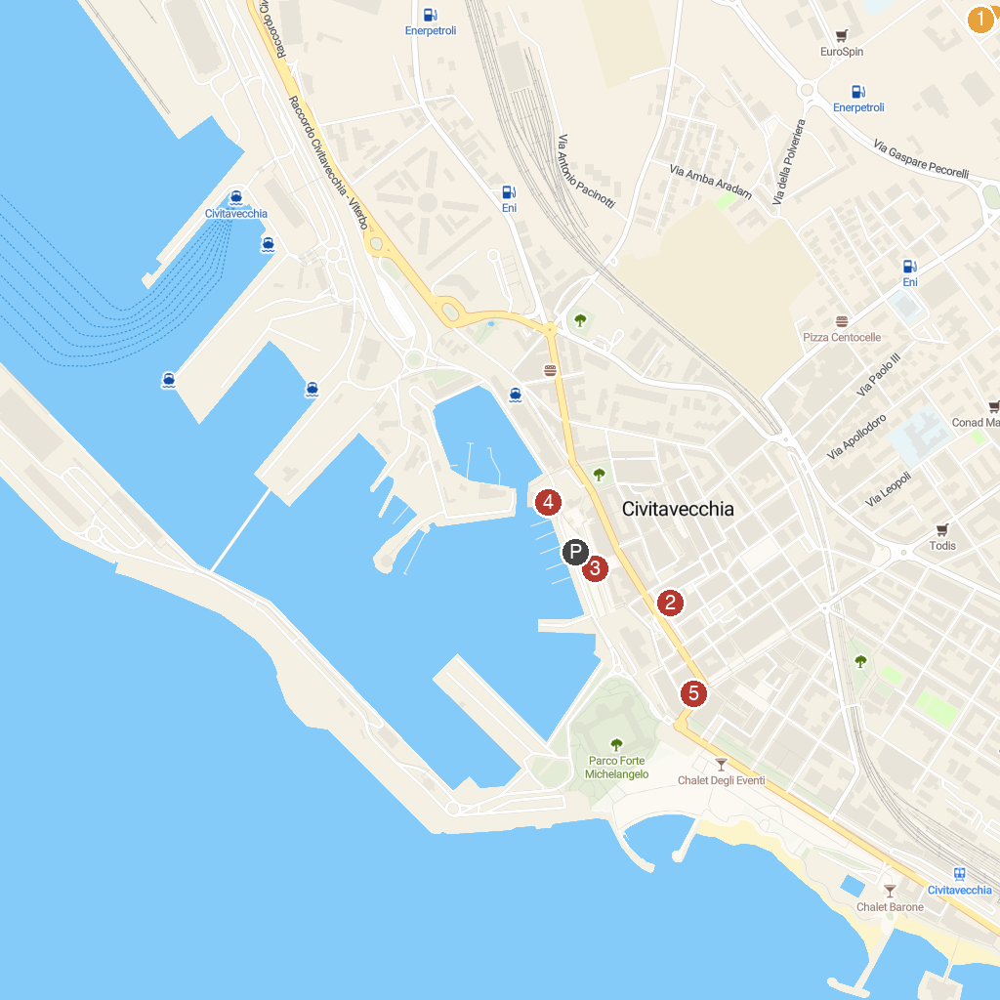 Raccordo Civ
Enerpetroli
1
EuroSpin
Enerpetroli
Raccordo Civitavecchia - Viterbo
Via Antonio Pacinotti
Via della Polveriera
Via Gaspare Pecorelli
Via Amba Aradam
Civitavecchia
Eni
Eni
Pizza Centocelle
Via Paolo III
Conad Ma
Via Apollodoro
Via Leopoli
4
Civitavecchia
Todis
P
3
2
5
Parco Forte
Michelangelo
Chalet Degli Eventi
Civitavecchia
Chalet Barone